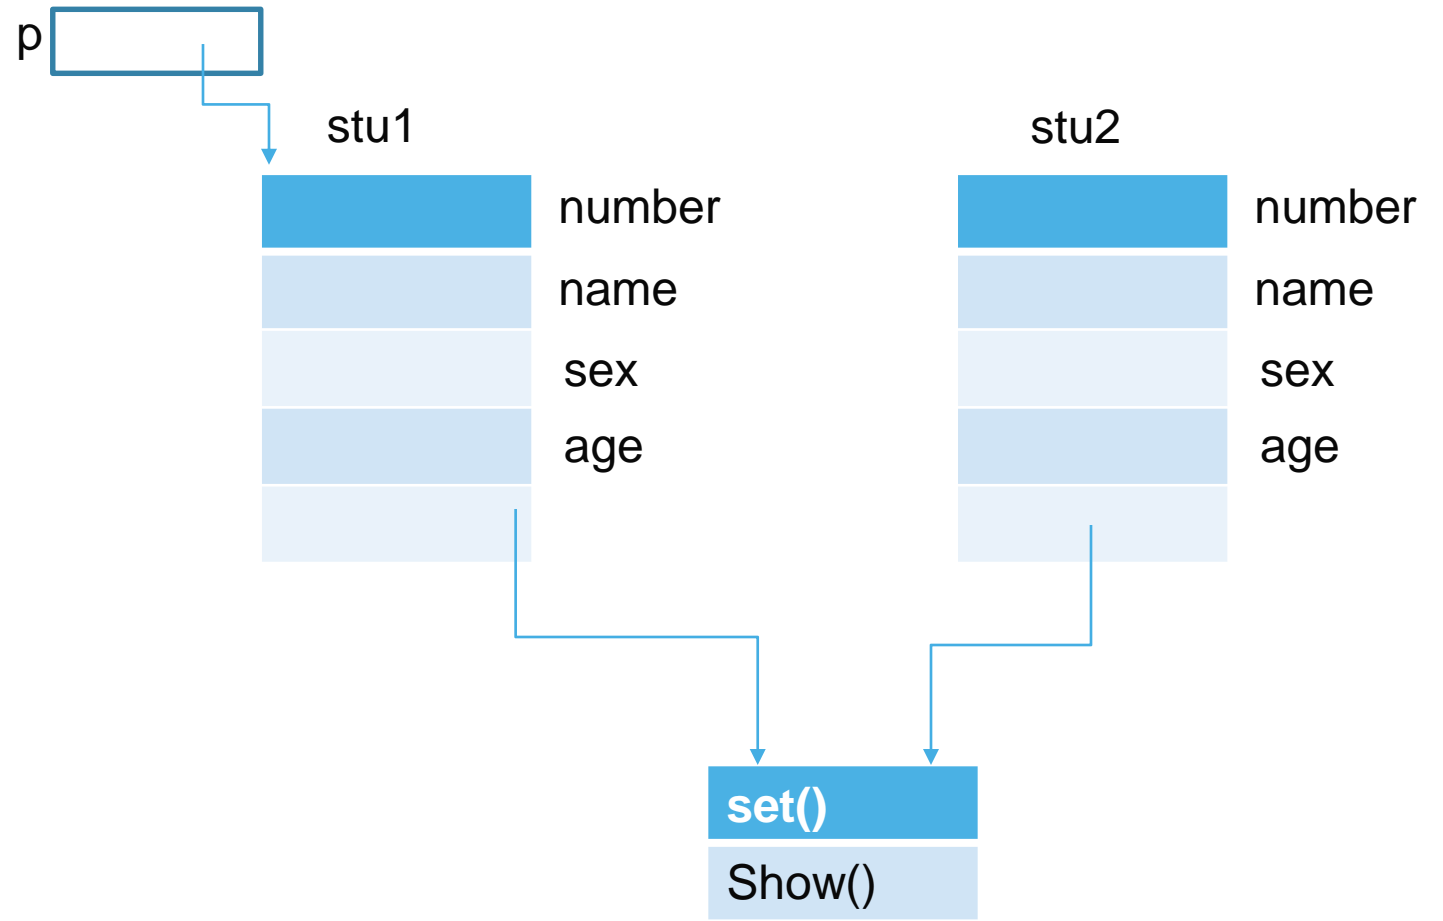 p
stu1
stu2
number
number
name
name
sex
sex
age
age
set()
Show()